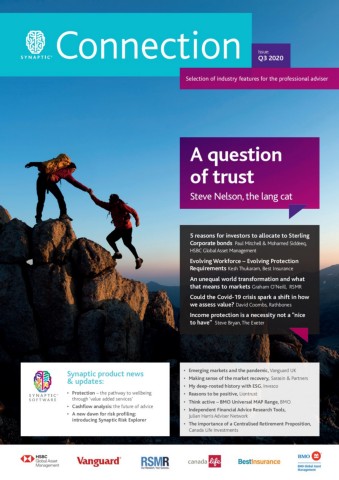 SYNAPTIC
Connection
Issue
Q3 2020
Selection of industry features for the professional adviser
A question
of trust
Steve Nelson, the lang cat
5 reasons for investors to allocate to Sterling
Corporate bonds Paul Mitchell & Mohamed Siddeeq,
HSBC Global Asset Management
Evolving Workforce – Evolving Protection
Requirements Kesh Thukaram, Best Insurance
An unequal world transformation and what
that means to markets Graham O'Neill, RSMR
Could the Covid-19 crisis spark a shift in how
we assess value? David Coombs, Rathbones
Income protection is a necessity not a "nice
to have" Steve Bryan, The Exeter
SYNAPTIC
SOFTWARE
Synaptic product news
& updates:
• Protection – the pathway to wellbeing
through 'value added services'
• Cashflow analysis: the future of advice
• A new dawn for risk profiling:
introducing Synaptic Risk Explorer
• Emerging markets and the pandemic, Vanguard UK
• Making sense of the market recovery, Sarasin & Partners
• My deep-rooted history with ESG, Invesco
• Reasons to be positive, Liontrust
• Think active – BMO Universal MAP Range, BMO
• Independent Financial Advice Research Tools,
Julian Harris Adviser Network
• The importance of a Centralised Retirement Proposition,
Canada Life Investments
HSBC
Global Asset
Management
Vanguard
RSMR
canada life
BestInsurance
BMO
BMO Global Asset
Management